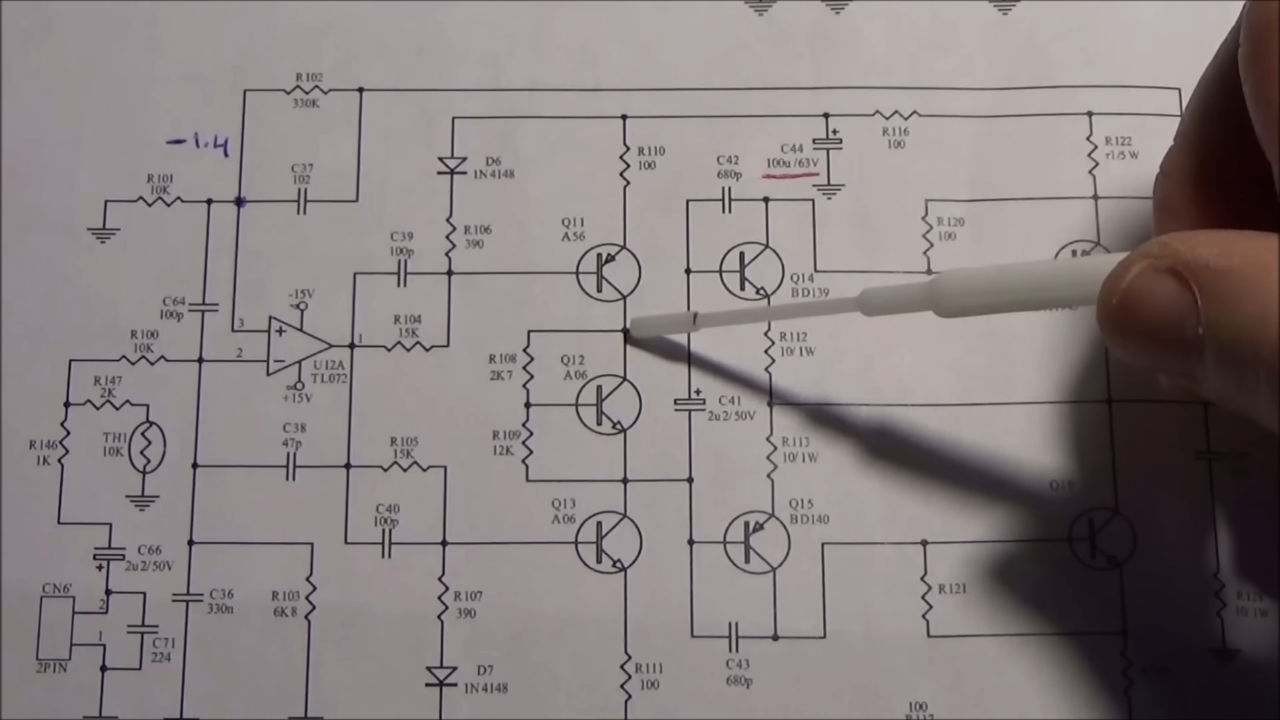 R102
330K
-1.4
R101
10K
C37
102
D6
1N4148
R110
100
C42
680p
C44
100u/63V
+
R116
100
R122
r1/5W
Q11
A56
R106
390
C39
100p
R120
100
Q14
BD139
C64
100p
-15V
R104
15K
3
+
1
R100
10K
2
-
U12A
TL072
+15V
R108
2K7
Q12
A06
R112
10/1W
R147
2K
+
C41
2u2/50V
R146
1K
TH1
10K
C38
47p
R105
15K
R109
12K
R113
10/1W
C40
100p
Q13
A06
Q15
BD140
C66
2u2/50V
+
CN6'
2
1
2PIN
C71
224
C36
330n
R103
6K8
R107
390
R121
10/1W
D7
1N4148
R111
100
C43
680p
100